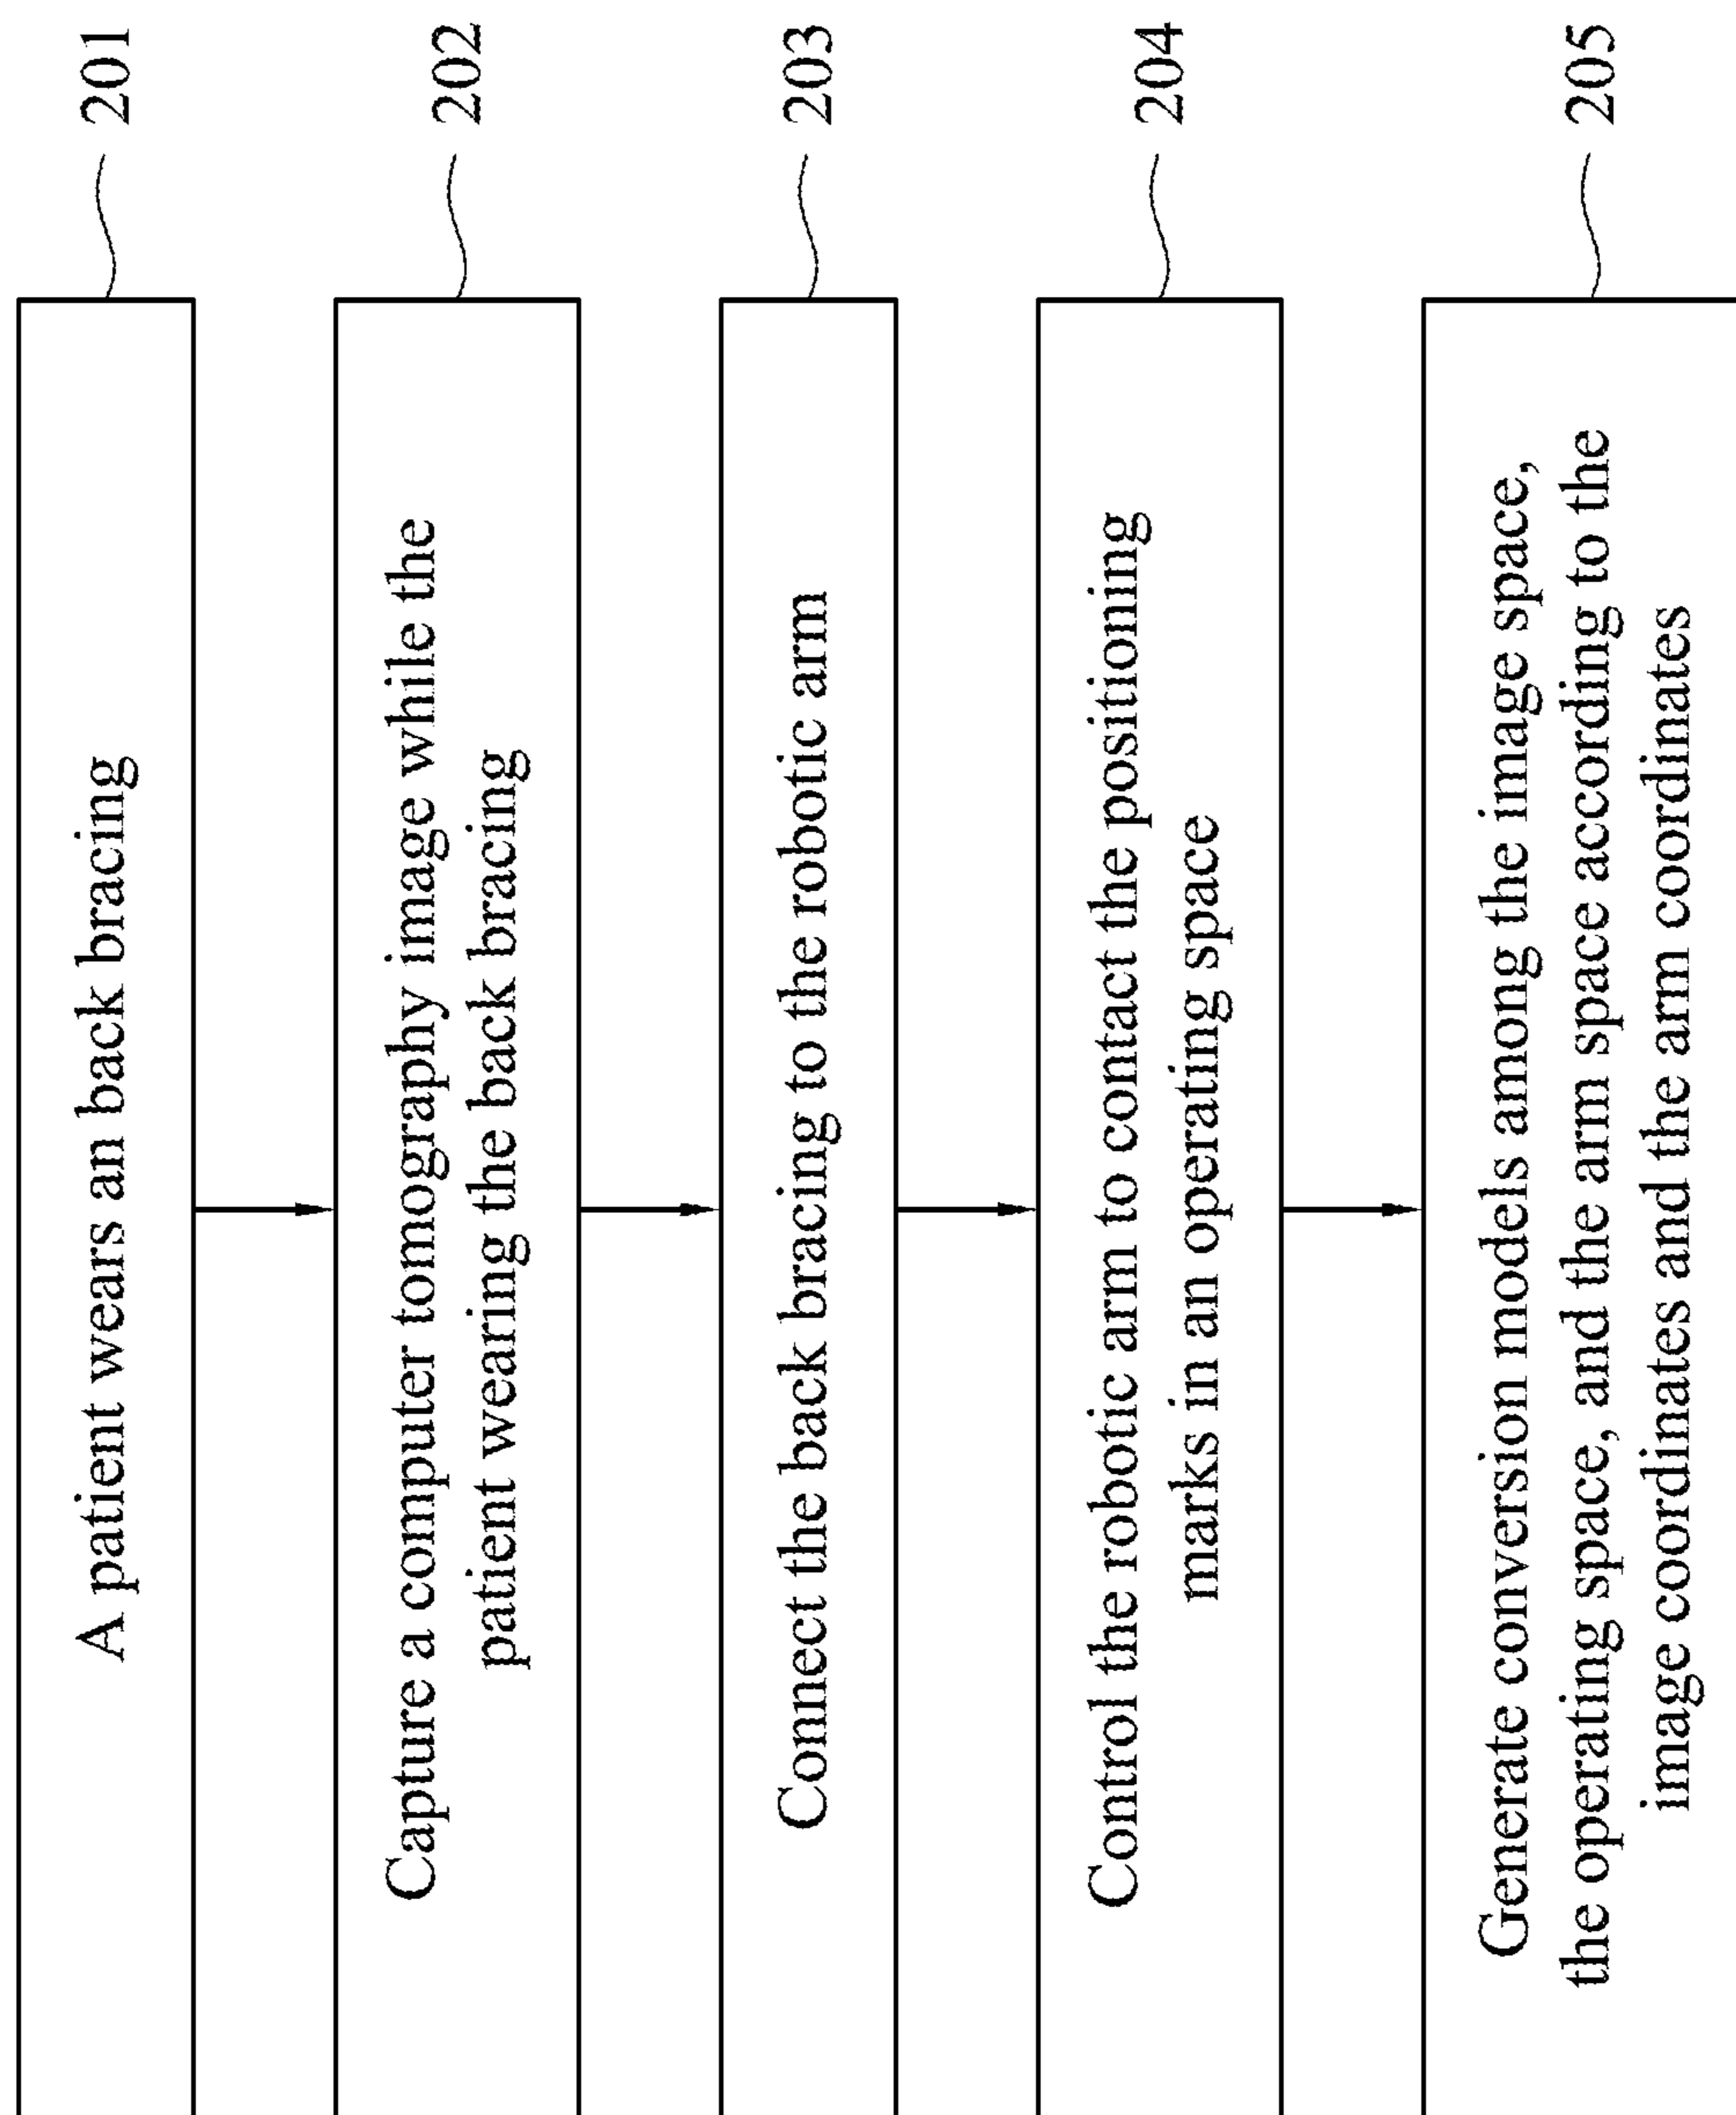 A patient wears an back bracing
201
Capture a computer tomography image while the
patient wearing the back bracing
202
Connect the back bracing to the robotic arm
203
Control the robotic arm to contact the positioning
marks in an operating space
204
Generate conversion models among the image space,
the operating space, and the arm space according to the
image coordinates and the arm coordinates
205